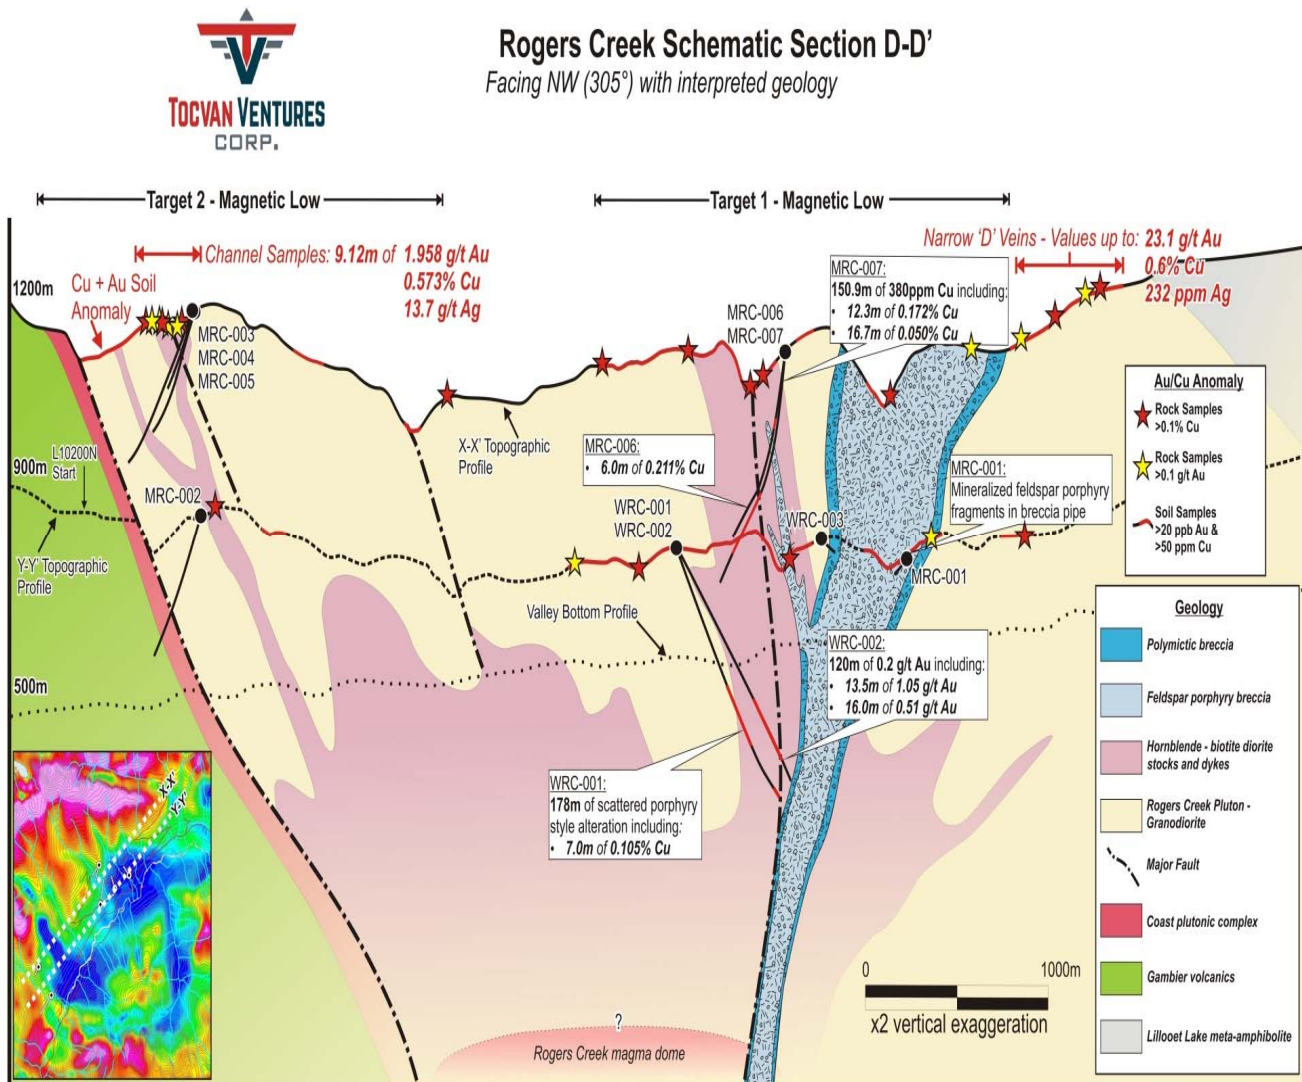 TOCVAN VENTURES
CORP.
Rogers Creek Schematic Section D-D’
Facing NW (305°) with interpreted geology
Target 2 - Magnetic Low
Target 1 - Magnetic Low
Channel Samples: 9.12m of 1.958 g/t Au
0.573% Cu
13.7 g/t Ag
Narrow ‘D’ Veins - Values up to: 23.1 g/t Au
0.6% Cu
232 ppm Ag
Cu + Au Soil
Anomaly
1200m
900m
500m
MRC-003
MRC-004
MRC-005
MRC-006
MRC-007
MRC-007:
150.9m of 380ppm Cu including:
• 12.3m of 0.172% Cu
• 16.7m of 0.050% Cu
X-X’ Topographic
Profile
MRC-006:
• 6.0m of 0.211% Cu
L10200N
Start
MRC-002
WRC-001
WRC-002
WRC-003
MRC-001:
Mineralized feldspar porphyry
fragments in breccia pipe
MRC-001
Y-Y’ Topographic
Profile
Valley Bottom Profile
WRC-002:
120m of 0.2 g/t Au including:
• 13.5m of 1.05 g/t Au
• 16.0m of 0.51 g/t Au
WRC-001:
178m of scattered porphyry
style alteration including:
• 7.0m of 0.105% Cu
X-X’
Y-Y’
?
Rogers Creek magma dome
0 1000m
x2 vertical exaggeration
Au/Cu Anomaly
Rock Samples
>0.1% Cu
Rock Samples
>0.1 g/t Au
Soil Samples
>20 ppb Au &
>50 ppm Cu
Geology
Polymictic breccia
Feldspar porphyry breccia
Hornblende - biotite diorite
stocks and dykes
Rogers Creek Pluton -
Granodiorite
Major Fault
Coast plutonic complex
Gambier volcanics
Lillooet Lake meta-amphibolite